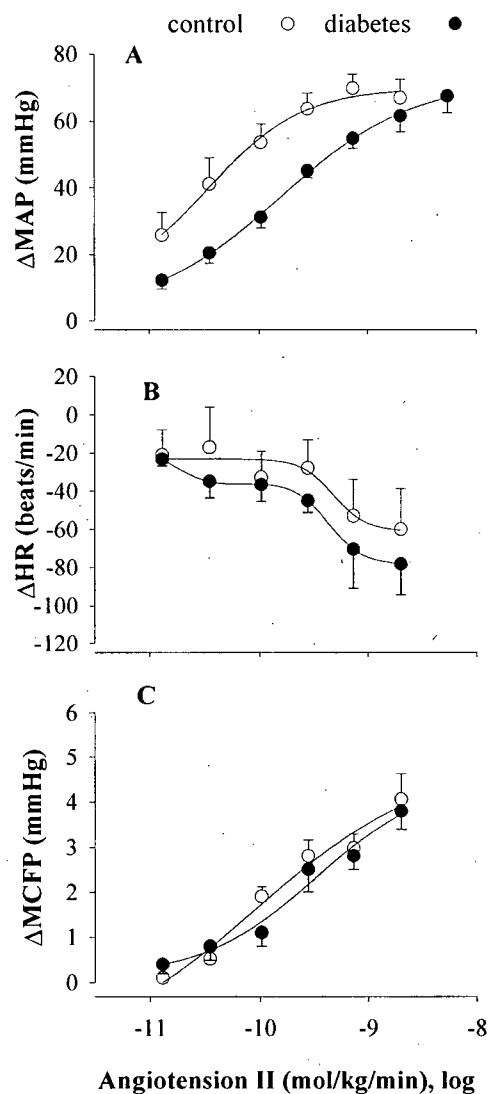 control ○ diabetes ●
A
80
60
40
20
0
ΔMAP (mmHg)
B
20
0
-20
-40
-60
-80
-100
-120
ΔHR (beats/min)
C
6
5
4
3
2
1
0
ΔMCFP (mmHg)
-11 -10 -9 -8
Angiotension II (mol/kg/min), log